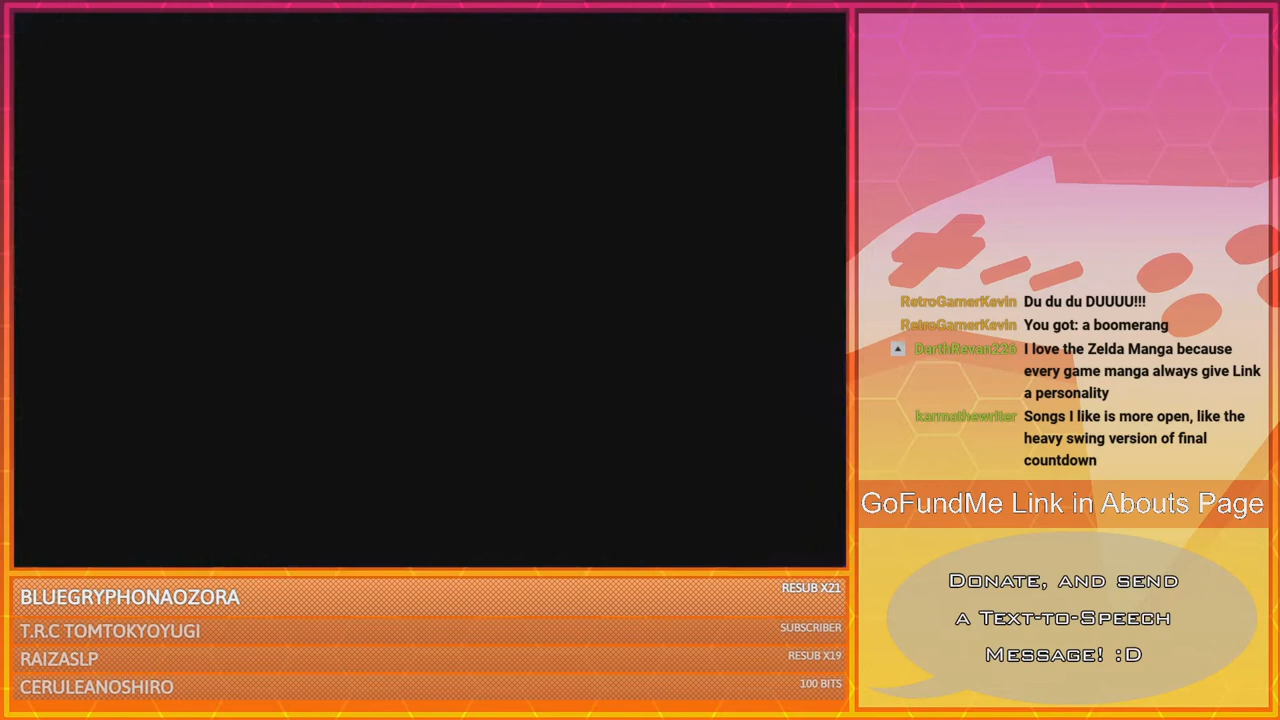 RetroGamerKevin Du du du DUUUU!!!
RetroGamerKevin You got: a boomerang
DarthRevan226 I love the Zelda Manga because
every game manga always give Link
a personality
karmathewriter Songs I like is more open, like the
heavy swing version of final
countdown
GoFundMe Link in Abouts Page
Donate, and send
a Text-to-Speech
Message! :D
BLUEGRYPHONAOZORA RESUB X21
T.R.C TOMTOKYOYUGI SUBSCRIBER
RAIZASLP RESUB X19
CERULEANOSHIRO 100 BITS